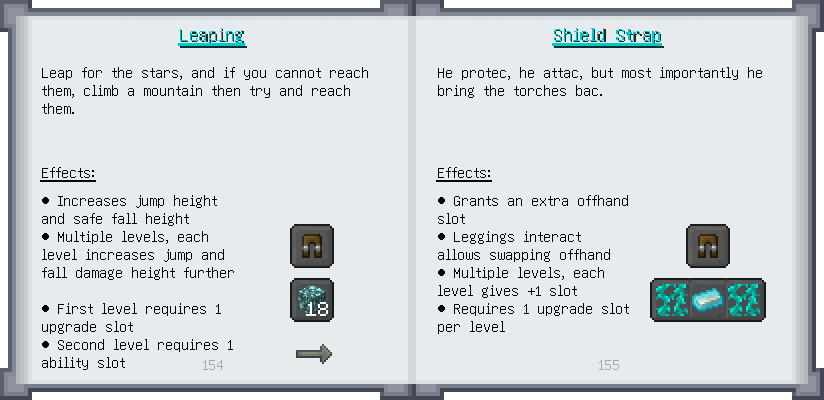 Leaping
Leap for the stars, and if you cannot reach
them, climb a mountain then try and reach
them.
Effects:
● Increases jump height
and safe fall height
● Multiple levels, each
level increases jump and
fall damage height further
● First level requires 1
upgrade slot
● Second level requires 1
ability slot
18
154
Shield Strap
He protec, he attac, but most importantly he
bring the torches bac.
Effects:
● Grants an extra offhand
slot
● Leggings interact
allows swapping offhand
● Multiple levels, each
level gives +1 slot
● Requires 1 upgrade slot
per level
155